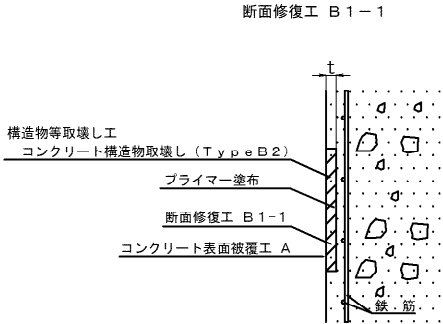 断面修復工 B１－１
t
構造物等取壊し工
コンクリート構造物取壊し（TypeB２）
プライマー塗布
断面修復工 B1-1
コンクリート表面被覆工 A
鉄 筋